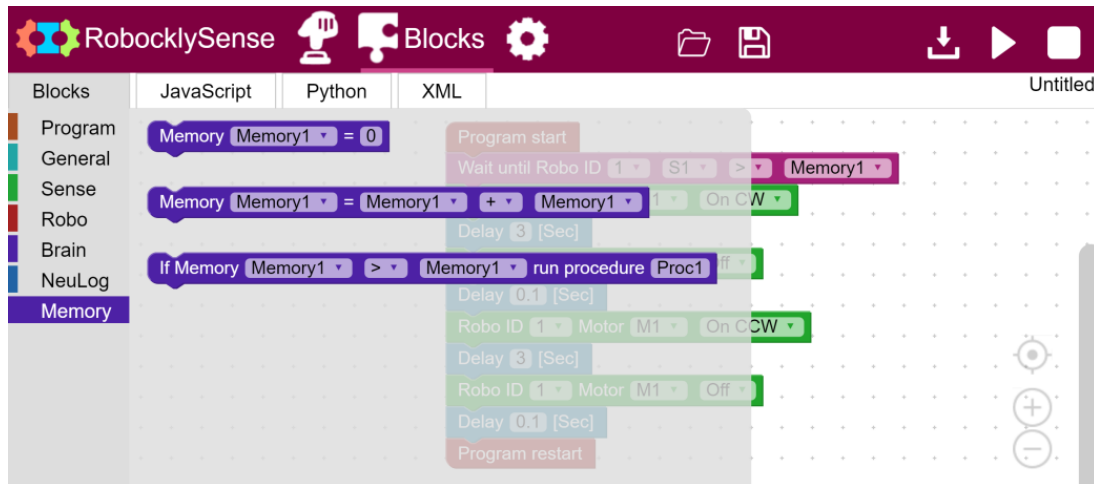 RobocklySense Blocks
Untitled
Blocks JavaScript Python XML
Program
General
Sense
Robo
Brain
NeuLog
Memory
Memory Memory1 = 0
Memory Memory1 = Memory1 + Memory1
If Memory Memory1 > Memory1 run procedure Proc1
Program start
Wait until Robo ID 1 S1 > Memory1
1 On CW
Delay 3 [Sec]
ff
Delay 0.1 [Sec]
Robo ID 1 Motor M1 On CCW
Delay 3 [Sec]
Robo ID 1 Motor M1 Off
Delay 0.1 [Sec]
Program restart